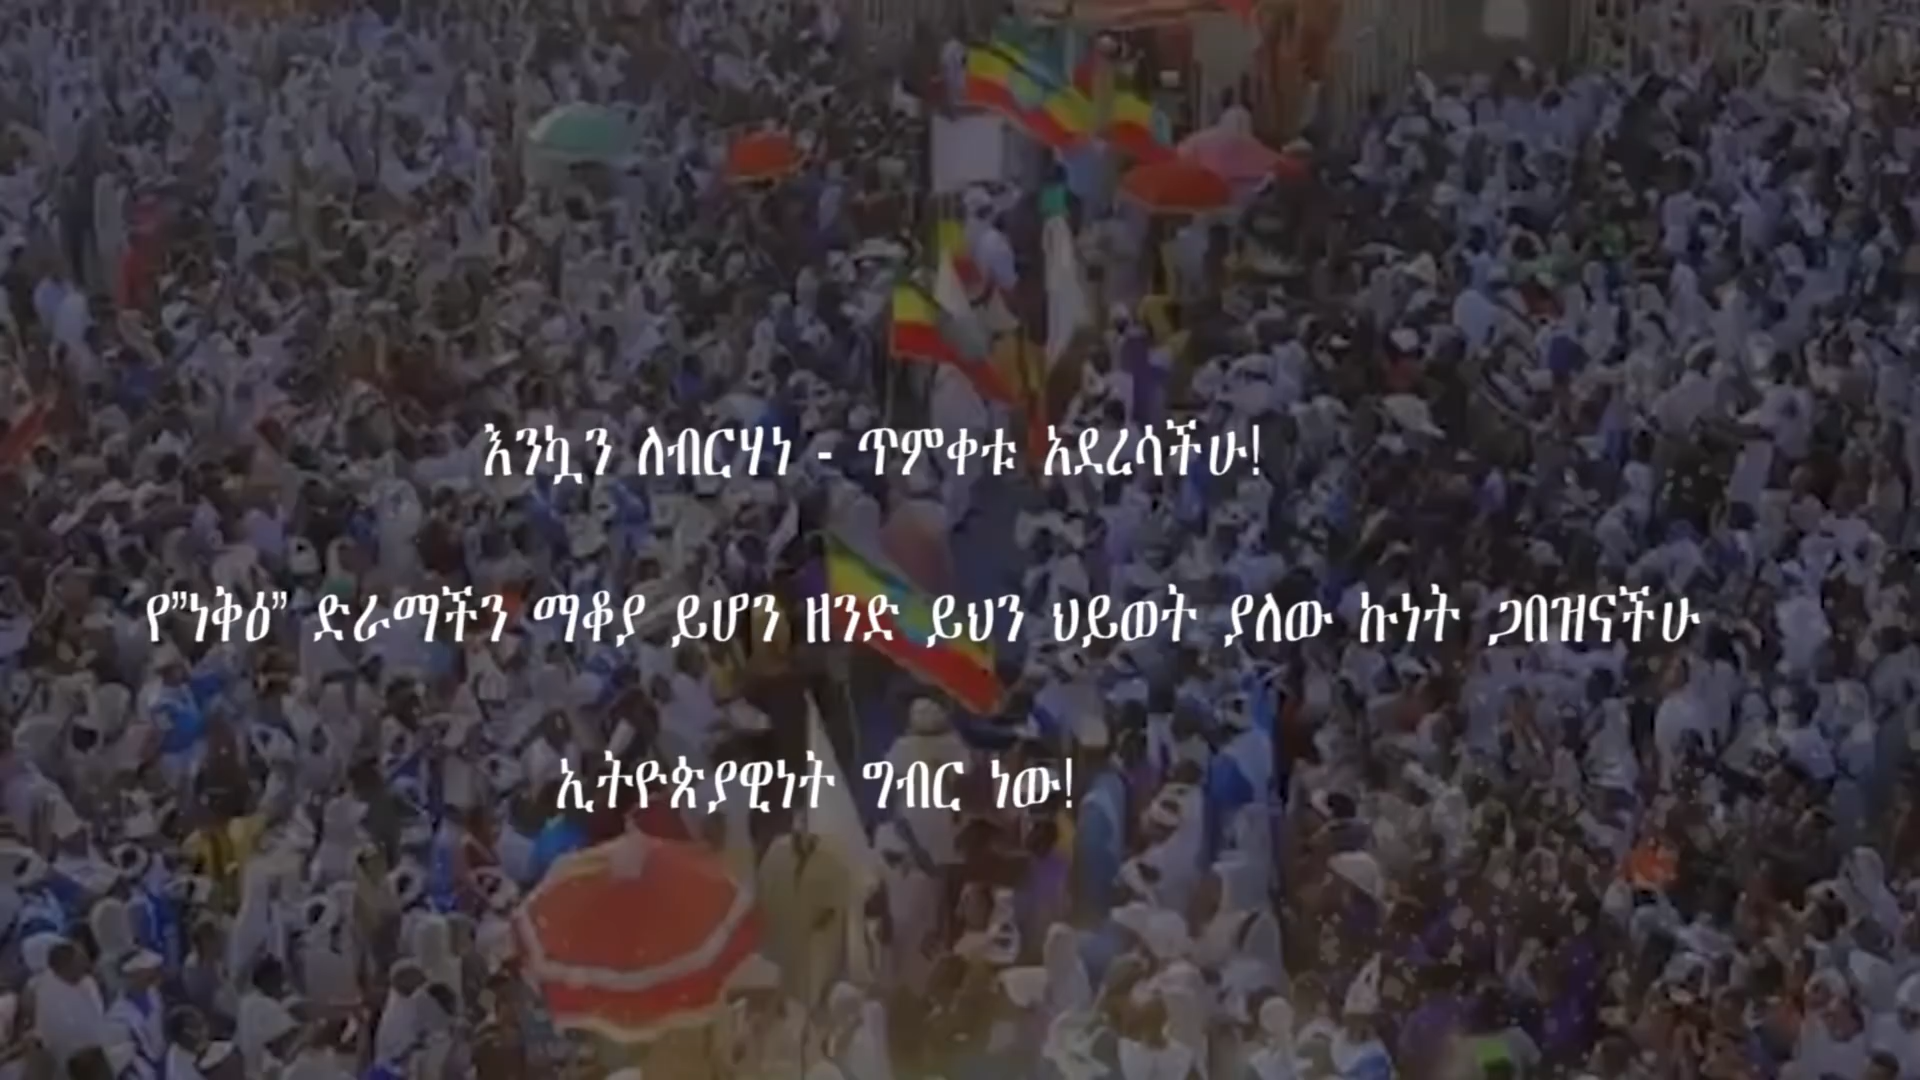 እንኳን ለብርሃነ - ጥምቀቱ አደረሳችሁ!
የ"ነቅዕ" ድራማችን ማቆያ ይሆን ዘንድ ይህን ህይወት ያለው ኩነት ጋበዝናችሁ
ኢትዮጵያዊነት ግብር ነው!